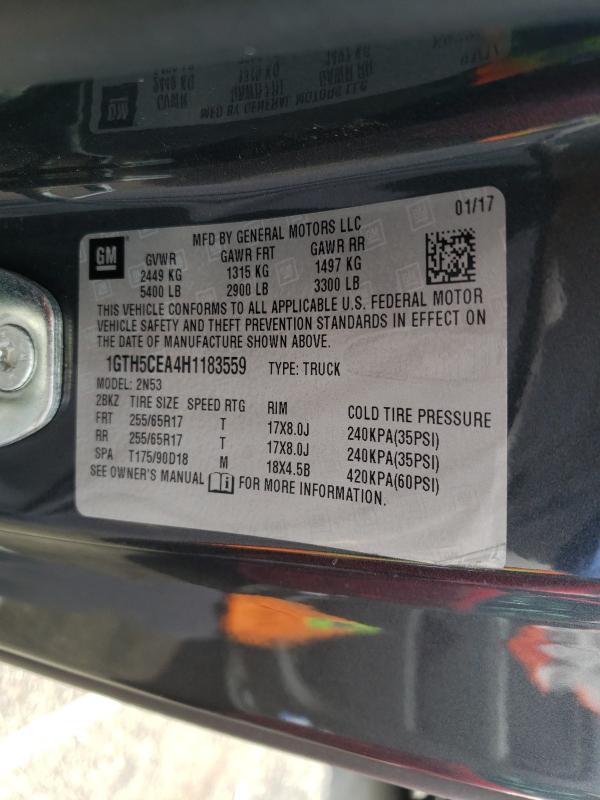 01/17
MFD BY GENERAL MOTORS LLC
GM
GVWR GAWR FRT GAWR RR
2449 KG 1315 KG 1497 KG
5400 LB 2900 LB 3300 LB
THIS VEHICLE CONFORMS TO ALL APPLICABLE U.S. FEDERAL MOTOR
VEHICLE SAFETY AND THEFT PREVENTION STANDARDS IN EFFECT ON
THE DATE OF MANUFACTURE SHOWN ABOVE.
1GTH5CEA4H1183559 TYPE: TRUCK
MODEL: 2N53
2BKZ TIRE SIZE SPEED RTG RIM COLD TIRE PRESSURE
FRT 255/65R17 T 17X8.0J 240KPA(35PSI)
RR 255/65R17 T 17X8.0J 240KPA(35PSI)
SPA T175/90D18 M 18X4.5B 420KPA(60PSI)
SEE OWNER'S MANUAL FOR MORE INFORMATION.